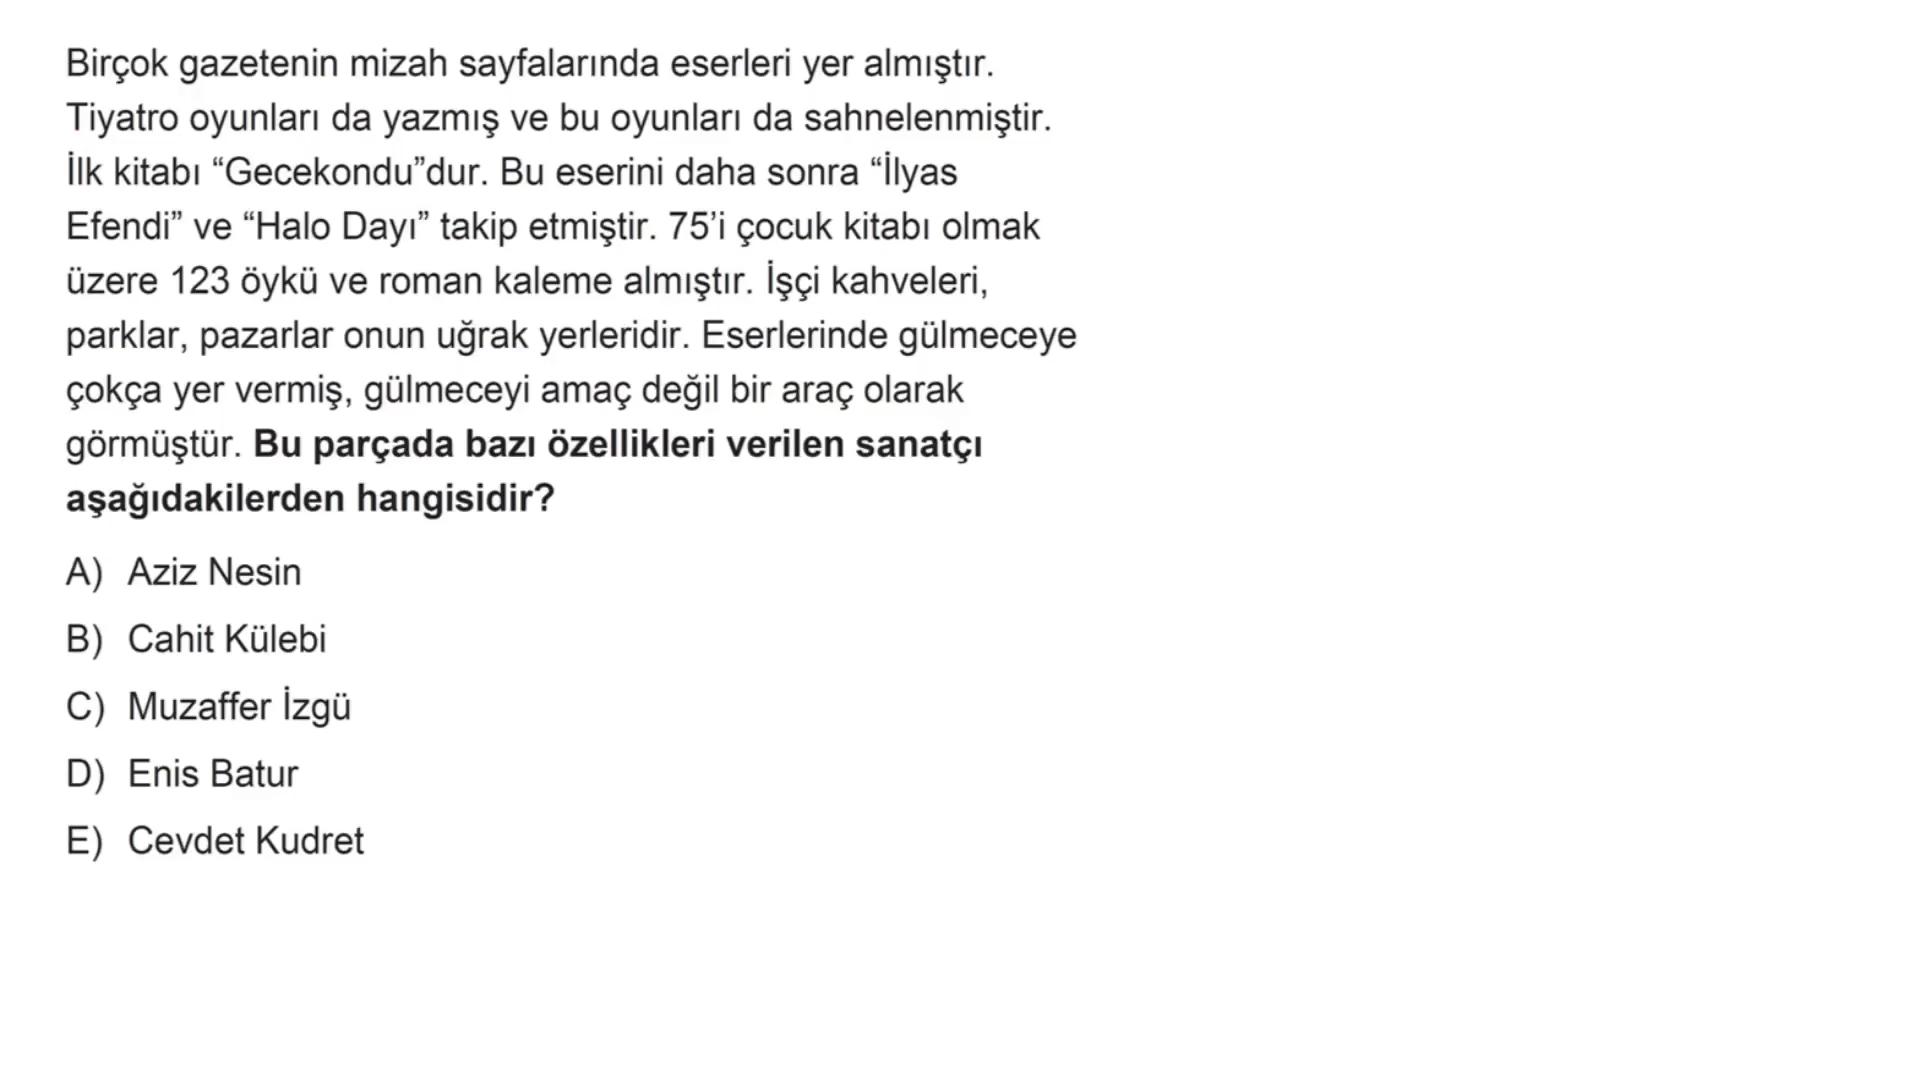 Birçok gazetenin mizah sayfalarında eserleri yer almıştır.
Tiyatro oyunları da yazmış ve bu oyunları da sahnelenmiştir.
İlk kitabı “Gecekondu”dur. Bu eserini daha sonra “İlyas
Efendi” ve “Halo Dayı” takip etmiştir. 75’i çocuk kitabı olmak
üzere 123 öykü ve roman kaleme almıştır. İşçi kahveleri,
parklar, pazarlar onun uğrak yerleridir. Eserlerinde gülmeceye
çokça yer vermiş, gülmeceyi amaç değil bir araç olarak
görmüştür. Bu parçada bazı özellikleri verilen sanatçı
aşağıdakilerden hangisidir?
A) Aziz Nesin
B) Cahit Külebi
C) Muzaffer İzgü
D) Enis Batur
E) Cevdet Kudret